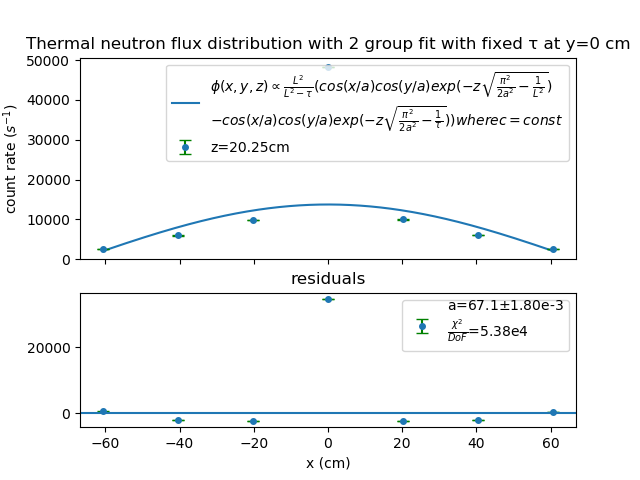 Thermal neutron flux distribution with 2 group fit with fixed τ at y=0 cm
50000
40000
30000
20000
10000
0
count rate (s⁻¹)
ϕ(x, y, z) ∝ L²/(L²−τ) (cos(x/a)cos(y/a)exp(−z√(π²/2a² − 1/L²))
−cos(x/a)cos(y/a)exp(−z√(π²/2a² − 1/τ)))wherec = const
z=20.25cm
residuals
20000
0
a=67.1±1.80e-3
χ²/DoF=5.38e4
−60 −40 −20 0 20 40 60
x (cm)